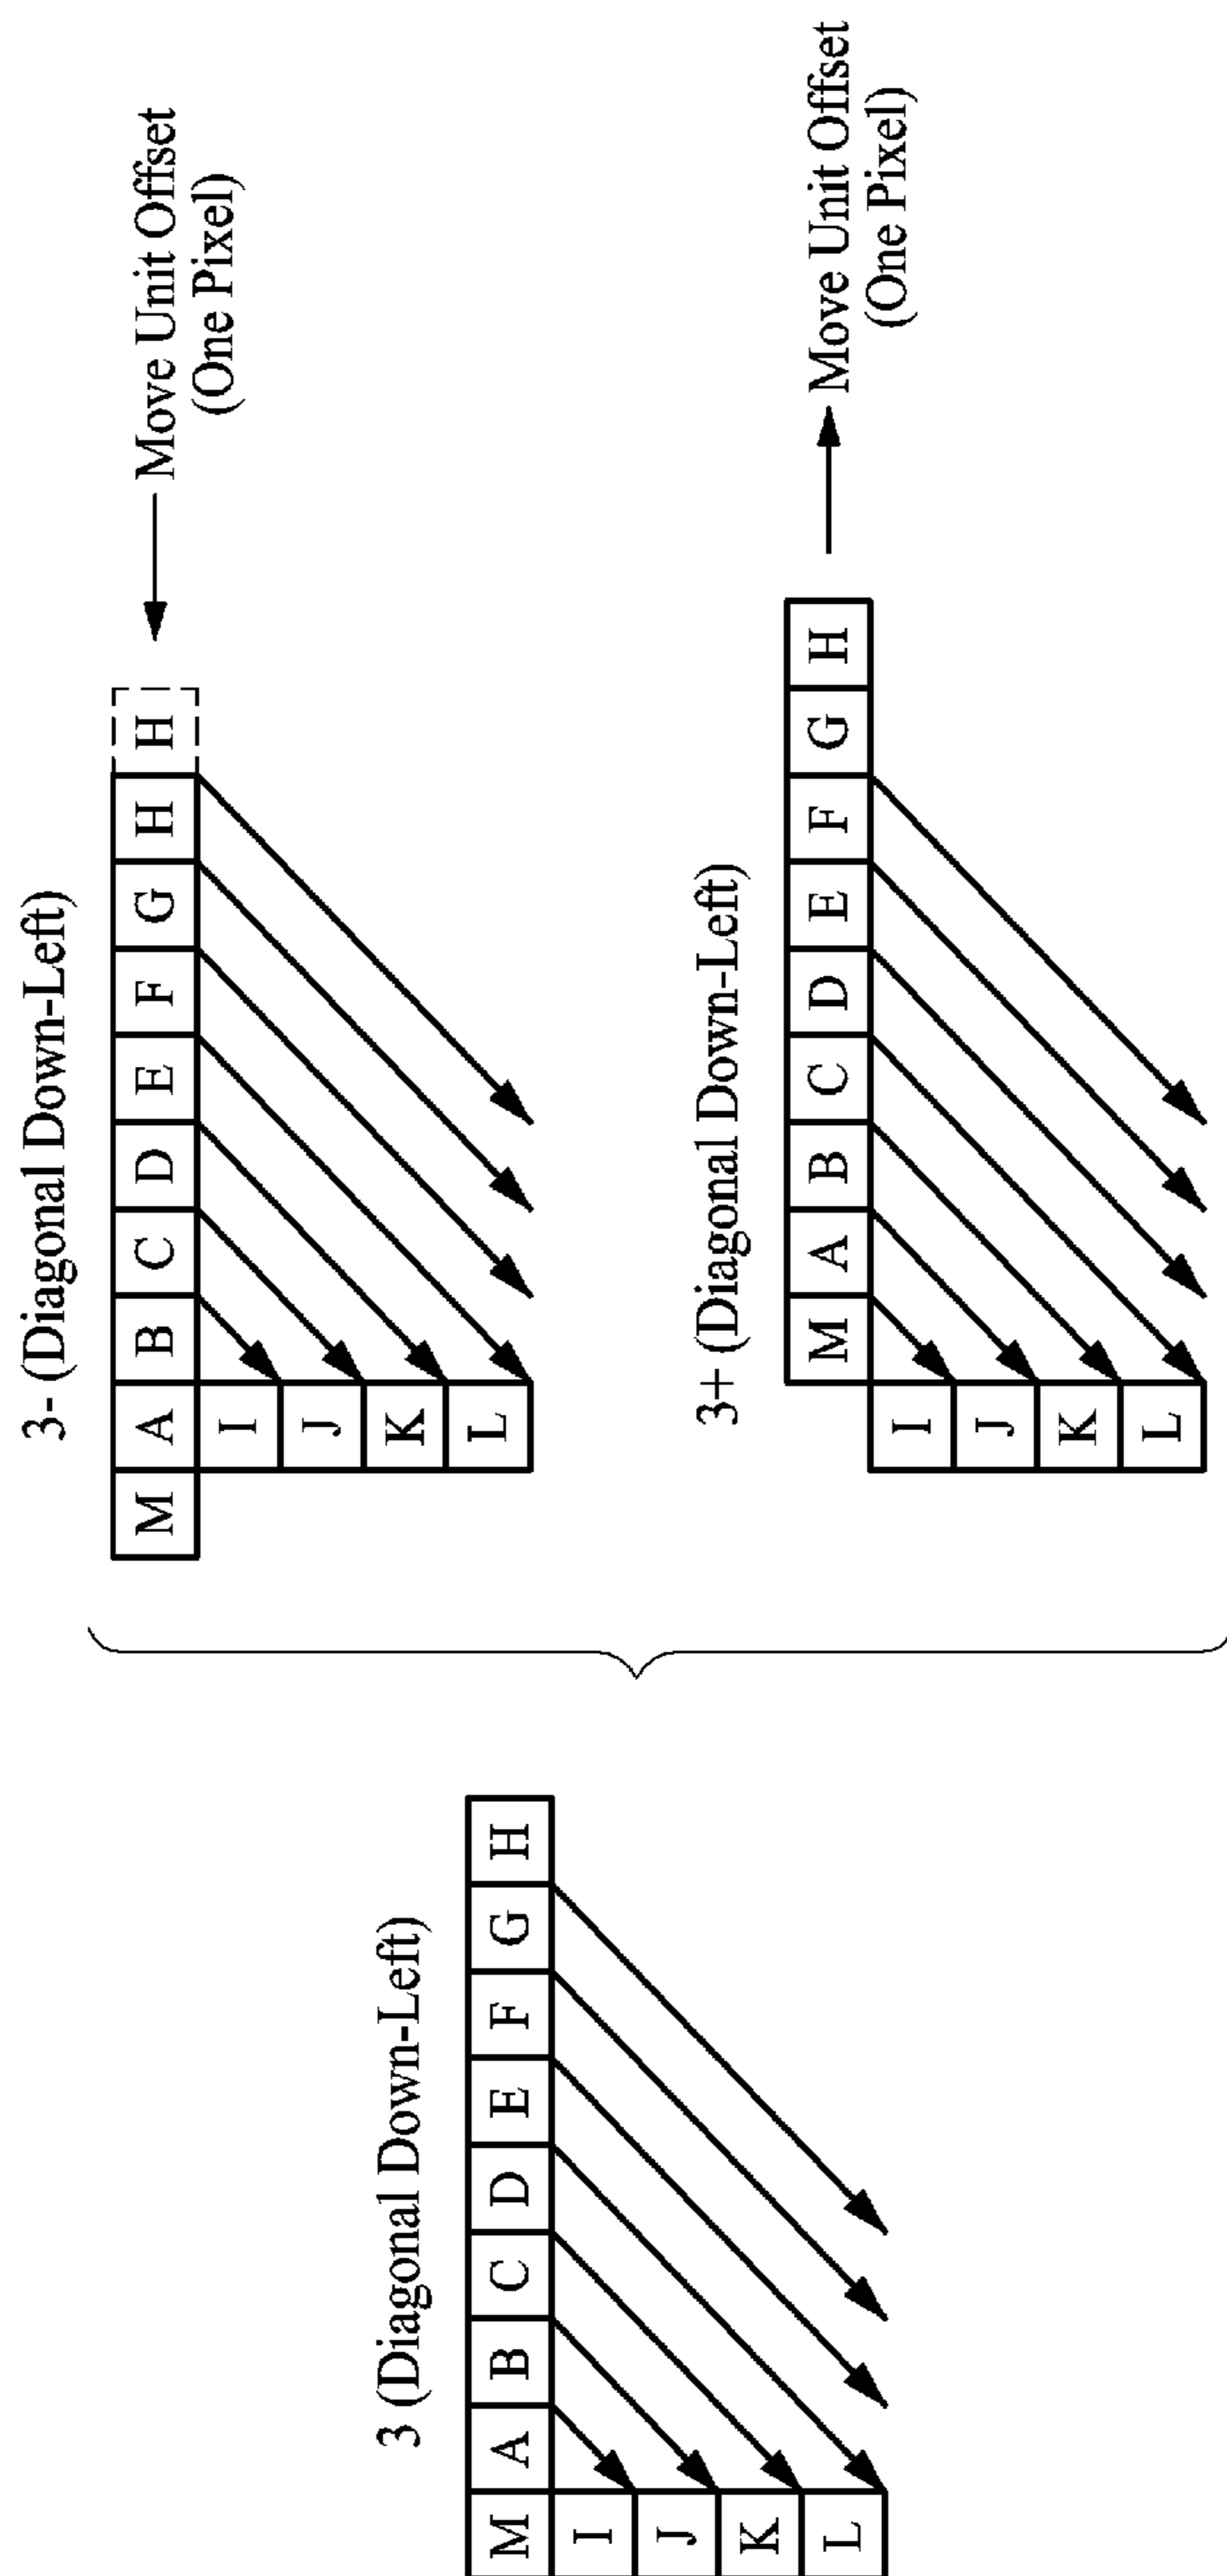 3 (Diagonal Down-Left)
M A B C D E F G H
I
J
K
L
3- (Diagonal Down-Left)
M A B C D E F G H H
I
J
K
L
Move Unit Offset
(One Pixel)
3+ (Diagonal Down-Left)
M A B C D E F G H
I
J
K
L
Move Unit Offset
(One Pixel)